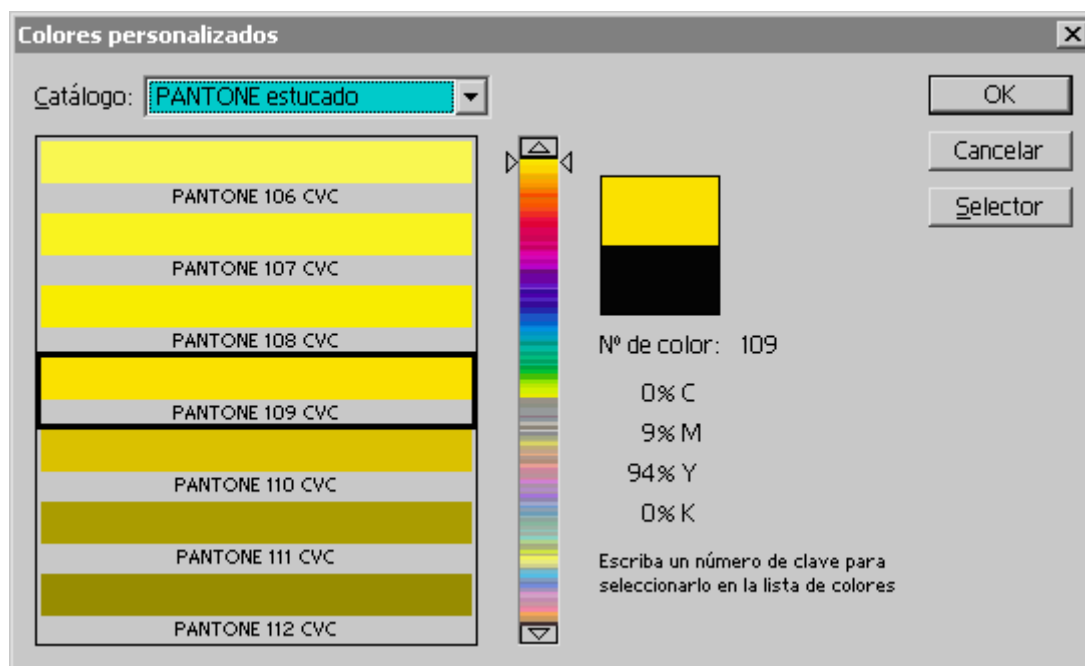 Colores personalizados
Catálogo: PANTONE estucado
OK
Cancelar
Selector
PANTONE 106 CVC
PANTONE 107 CVC
PANTONE 108 CVC
PANTONE 109 CVC
PANTONE 110 CVC
PANTONE 111 CVC
PANTONE 112 CVC
Nº de color: 109
0% C
9% M
94% Y
0% K
Escriba un número de clave para
seleccionarlo en la lista de colores